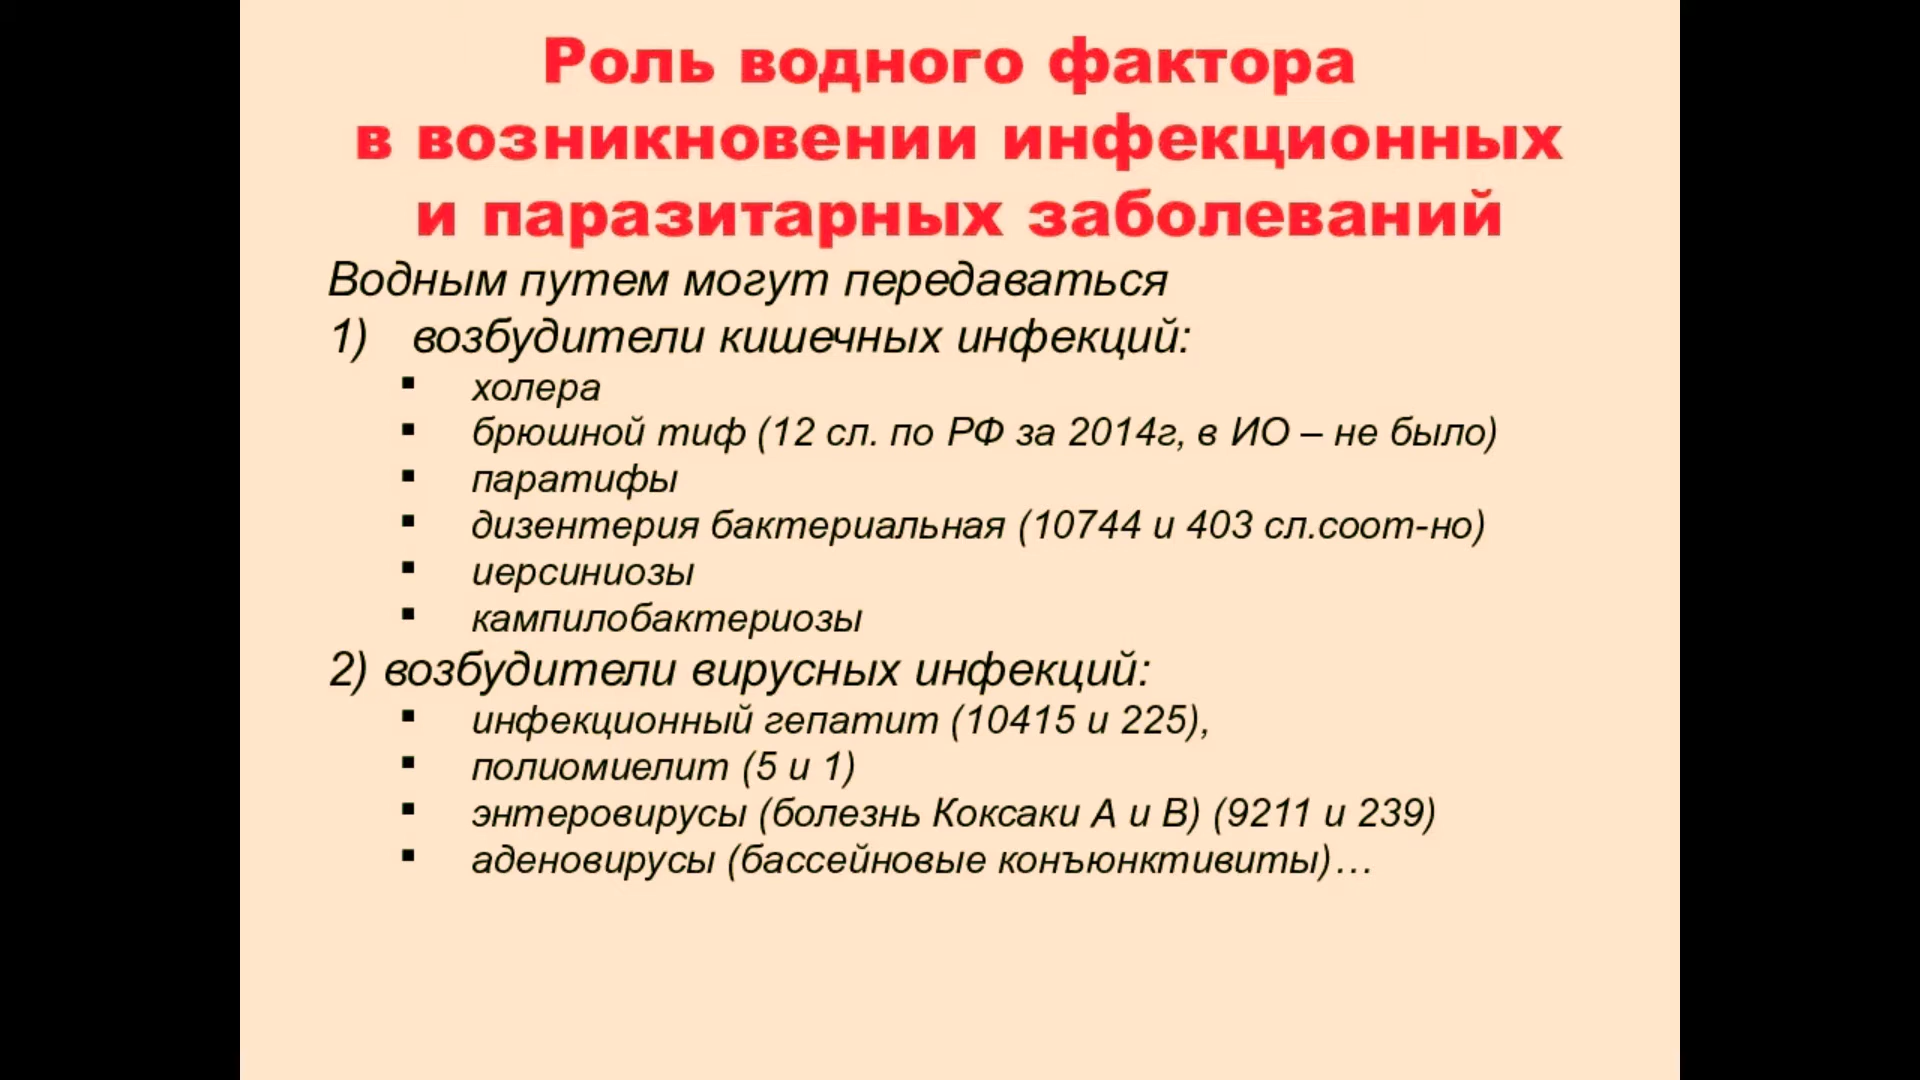 Роль водного фактора
в возникновении инфекционных
и паразитарных заболеваний
Водным путем могут передаваться
1) возбудители кишечных инфекций:
▪ холера
▪ брюшной тиф (12 сл. по РФ за 2014г, в ИО – не было)
▪ паратифы
▪ дизентерия бактериальная (10744 и 403 сл.соот-но)
▪ иерсиниозы
▪ кампилобактериозы
2) возбудители вирусных инфекций:
▪ инфекционный гепатит (10415 и 225),
▪ полиомиелит (5 и 1)
▪ энтеровирусы (болезнь Коксаки А и В) (9211 и 239)
▪ аденовирусы (бассейновые конъюнктивиты)…